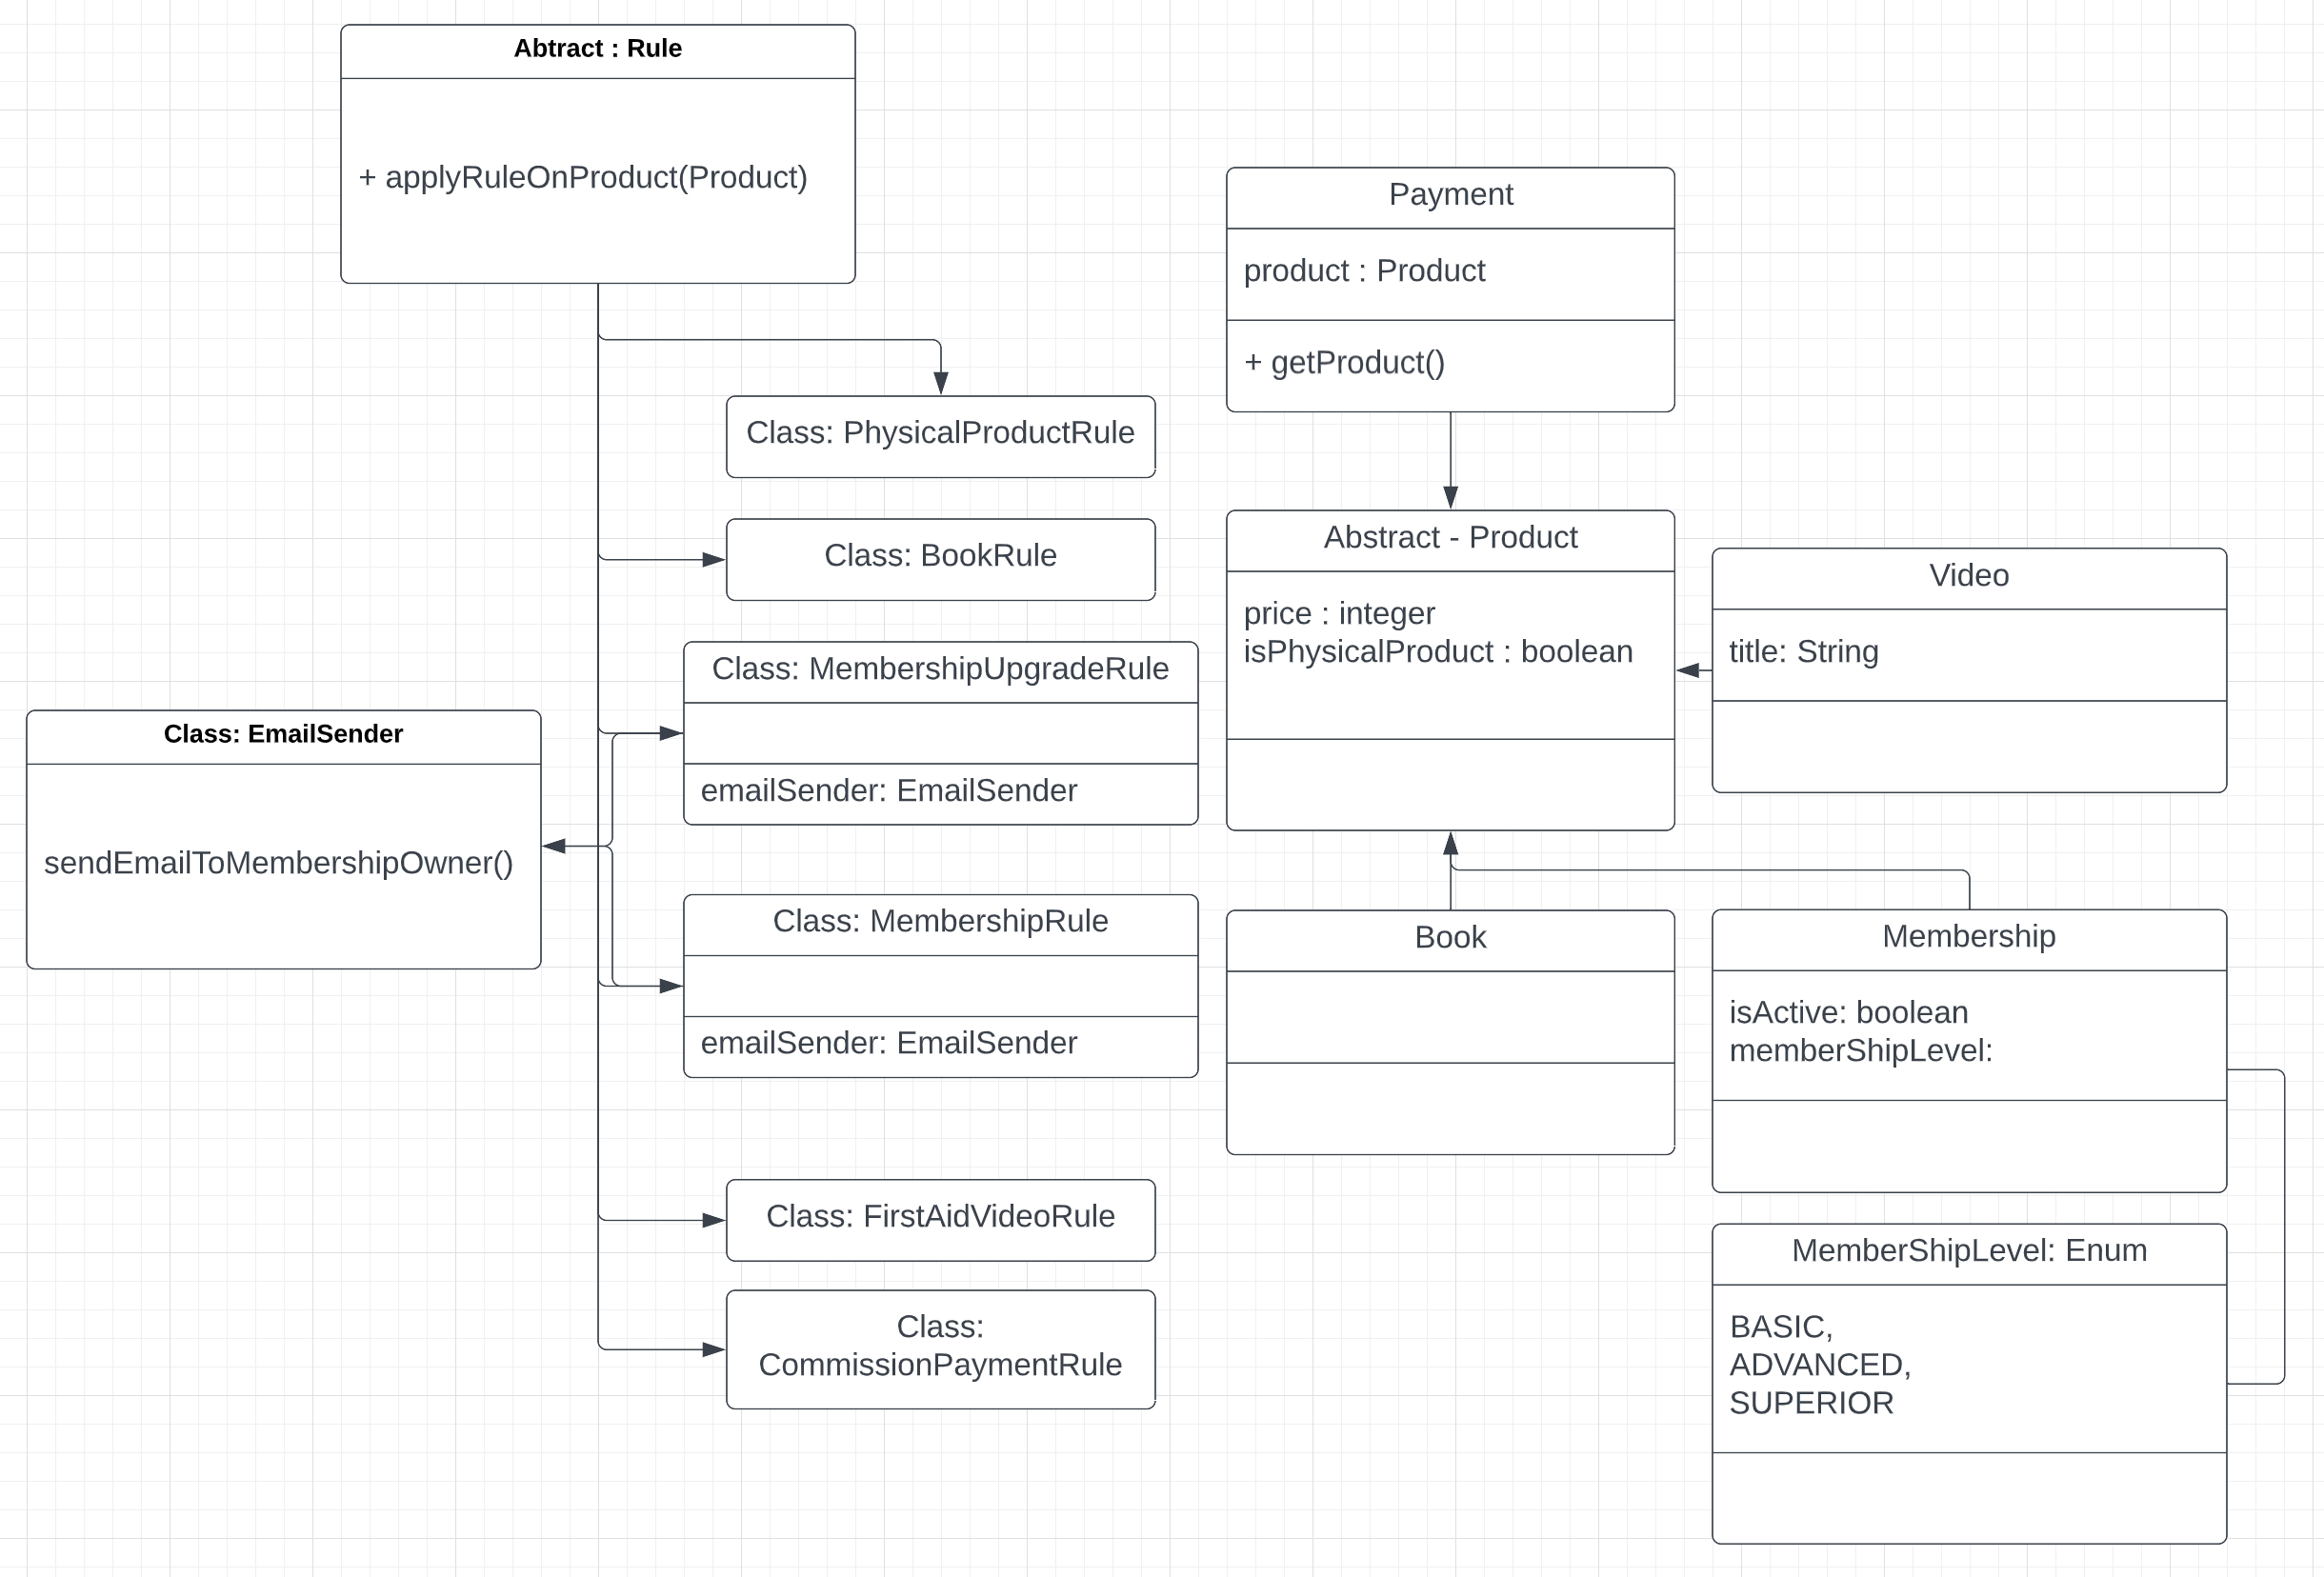 Abtract : Rule
+ applyRuleOnProduct(Product)
Payment
product : Product
+ getProduct()
Class: PhysicalProductRule
Class: BookRule
Abstract - Product
price : integer
isPhysicalProduct : boolean
Video
title: String
Class: MembershipUpgradeRule
emailSender: EmailSender
Class: EmailSender
sendEmailToMembershipOwner()
Class: MembershipRule
emailSender: EmailSender
Book
Membership
isActive: boolean
memberShipLevel:
Class: FirstAidVideoRule
Class:
CommissionPaymentRule
MemberShipLevel: Enum
BASIC,
ADVANCED,
SUPERIOR